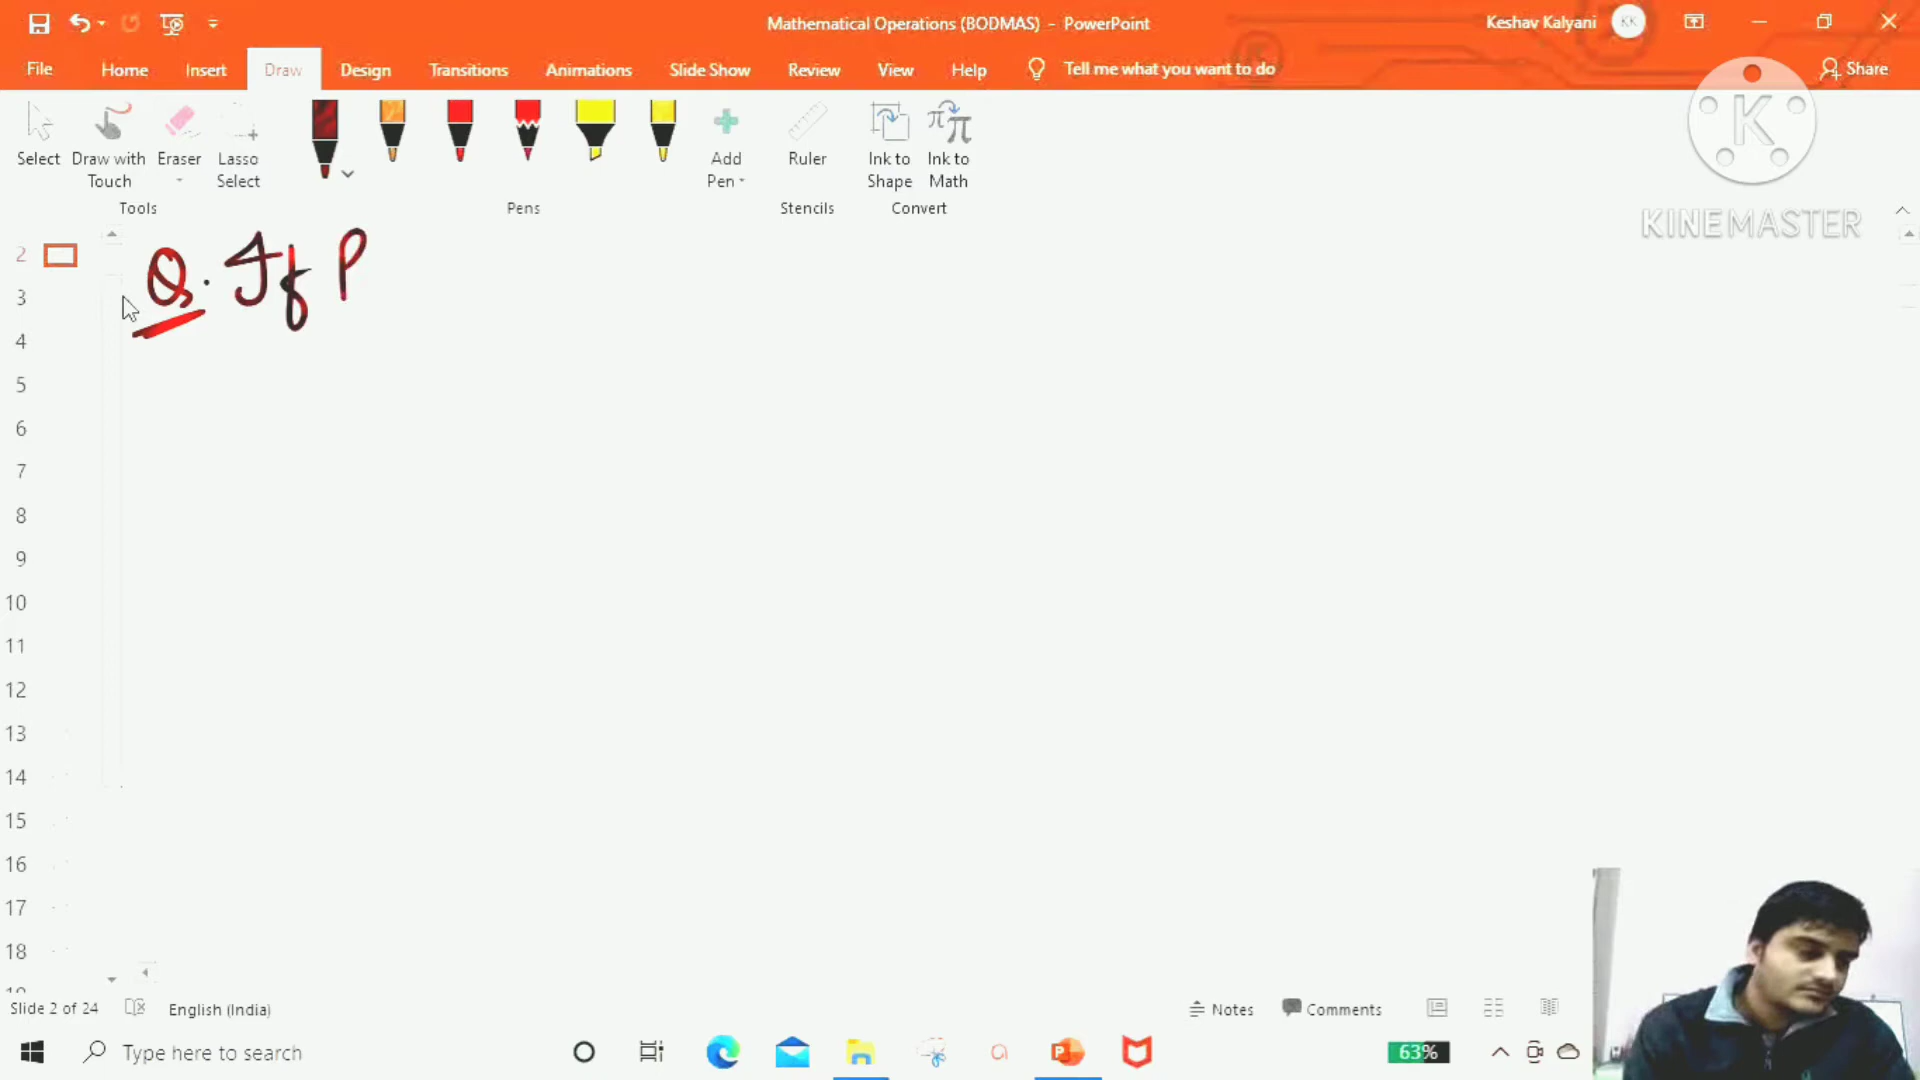 Mathematical Operations (BODMAS) - PowerPoint
Keshav Kalyani KK
File Home Insert Draw Design Transitions Animations Slide Show Review View Help Tell me what you want to do Share
Select Draw with Touch Eraser Lasso Select Add Pen Ruler Ink to Shape Ink to Math
Tools Pens Stencils Convert
K
KINEMASTER
Q. If P
2
3
4
5
6
7
8
9
10
11
12
13
14
15
16
17
18
Slide 2 of 24 English (India) Notes Comments
Type here to search 63%